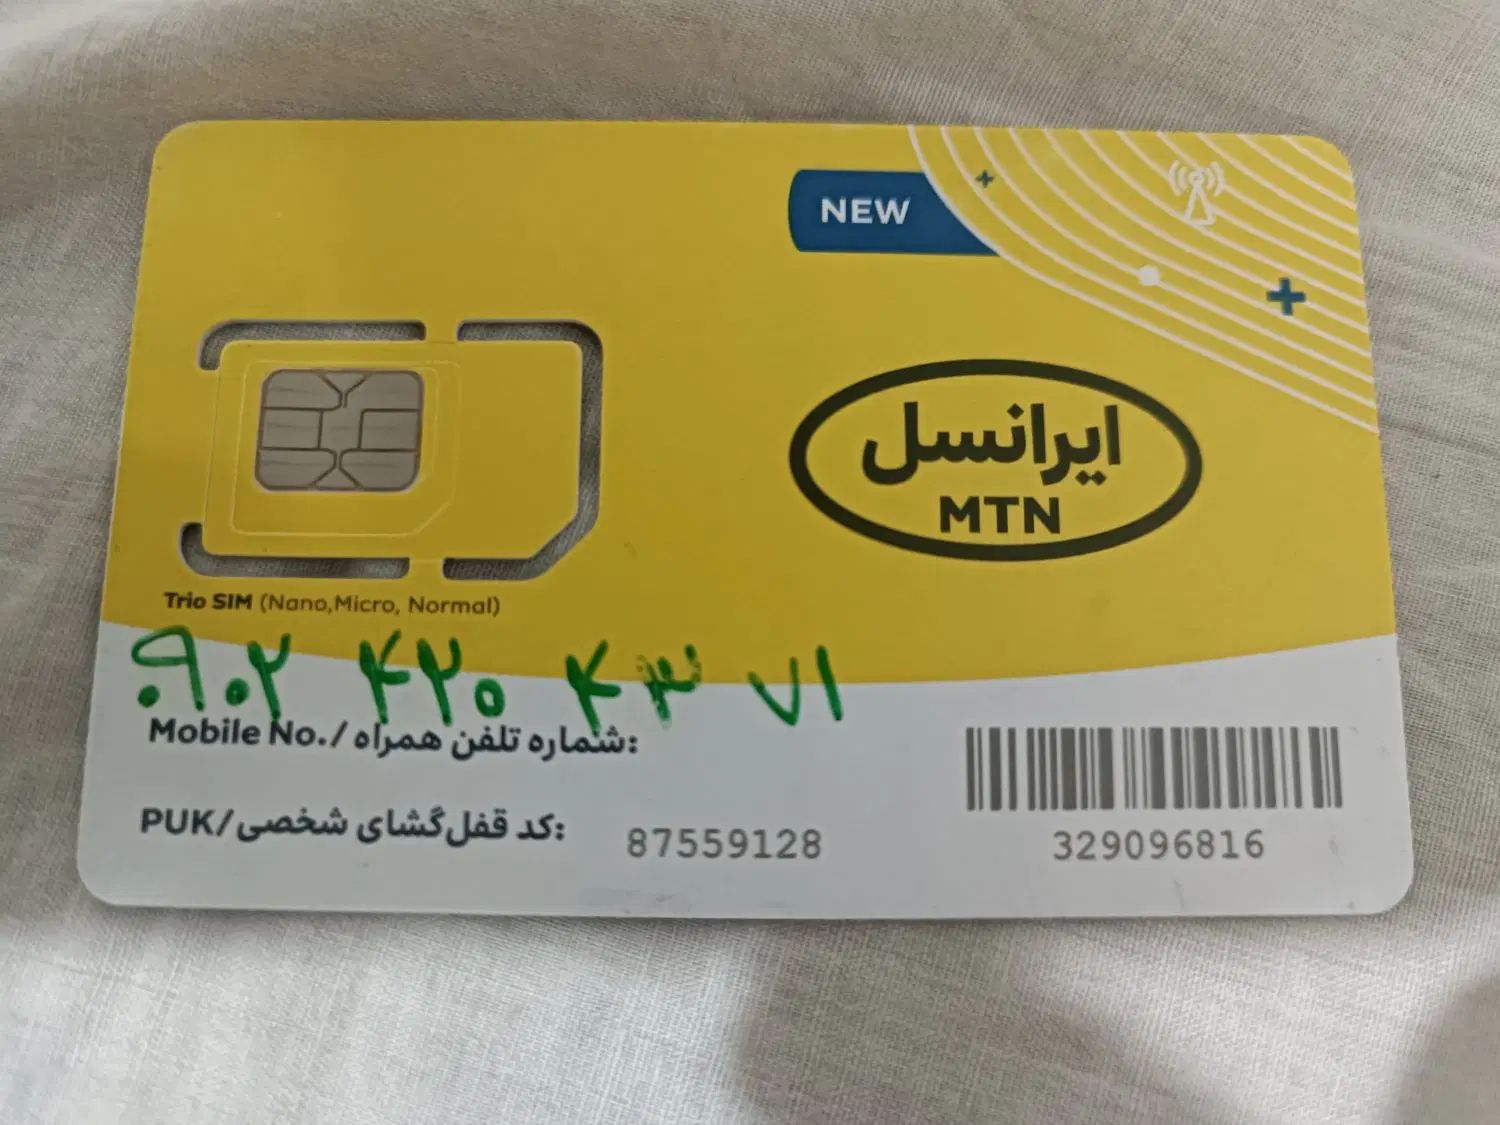 NEW
ایرانسل
MTN
Trio SIM (Nano,Micro, Normal)
۰۹۰۲ ۴۲۰ ۴۳ ۷۱
Mobile No./شماره تلفن همراه:
PUK/کد قفل‌گشای شخصی: 87559128
329096816